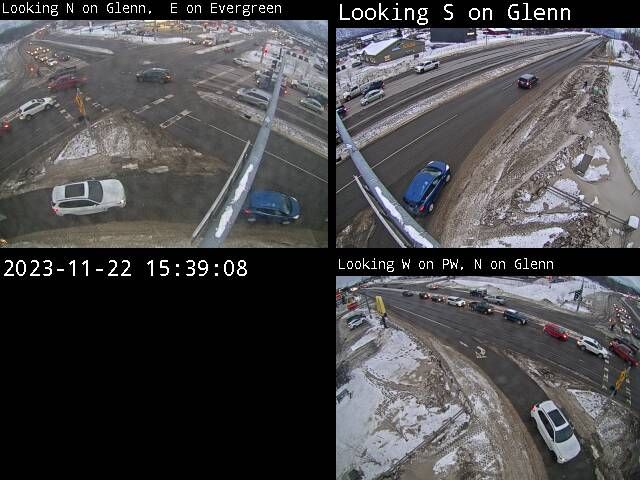 Looking N on Glenn,  E on Evergreen
Looking S on Glenn
2023-11-22 15:39:08
Looking W on PW, N on Glenn